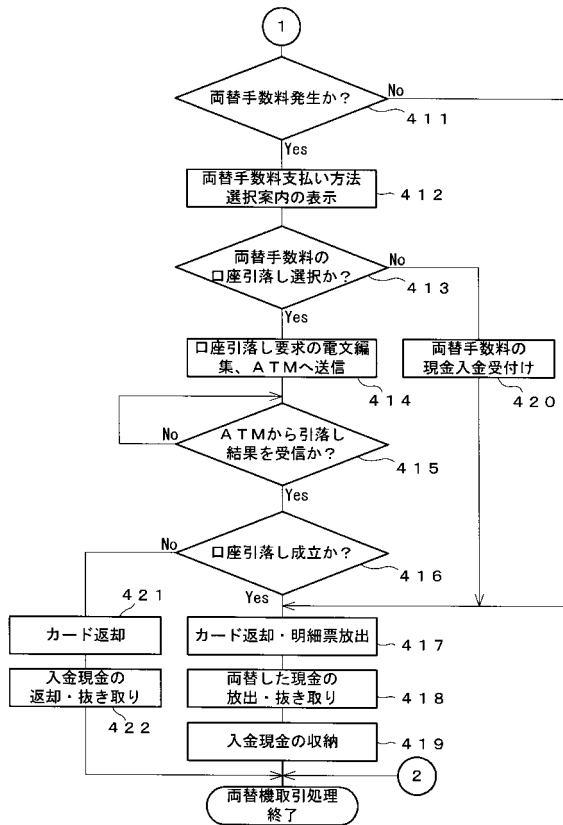 1
両替手数料発生か？
No
411
Yes
両替手数料支払い方法
選択案内の表示
412
両替手数料の
口座引落し選択か？
No
413
Yes
口座引落し要求の電文編
集、ＡＴＭへ送信
414
両替手数料の
現金入金受付け
420
ＡＴＭから引落し
結果を受信か？
No
415
Yes
口座引落し成立か？
No
416
Yes
421
カード返却
カード返却・明細票放出
417
入金現金の
返却・抜き取り
422
両替した現金の
放出・抜き取り
418
入金現金の収納
419
2
両替機取引処理
終了